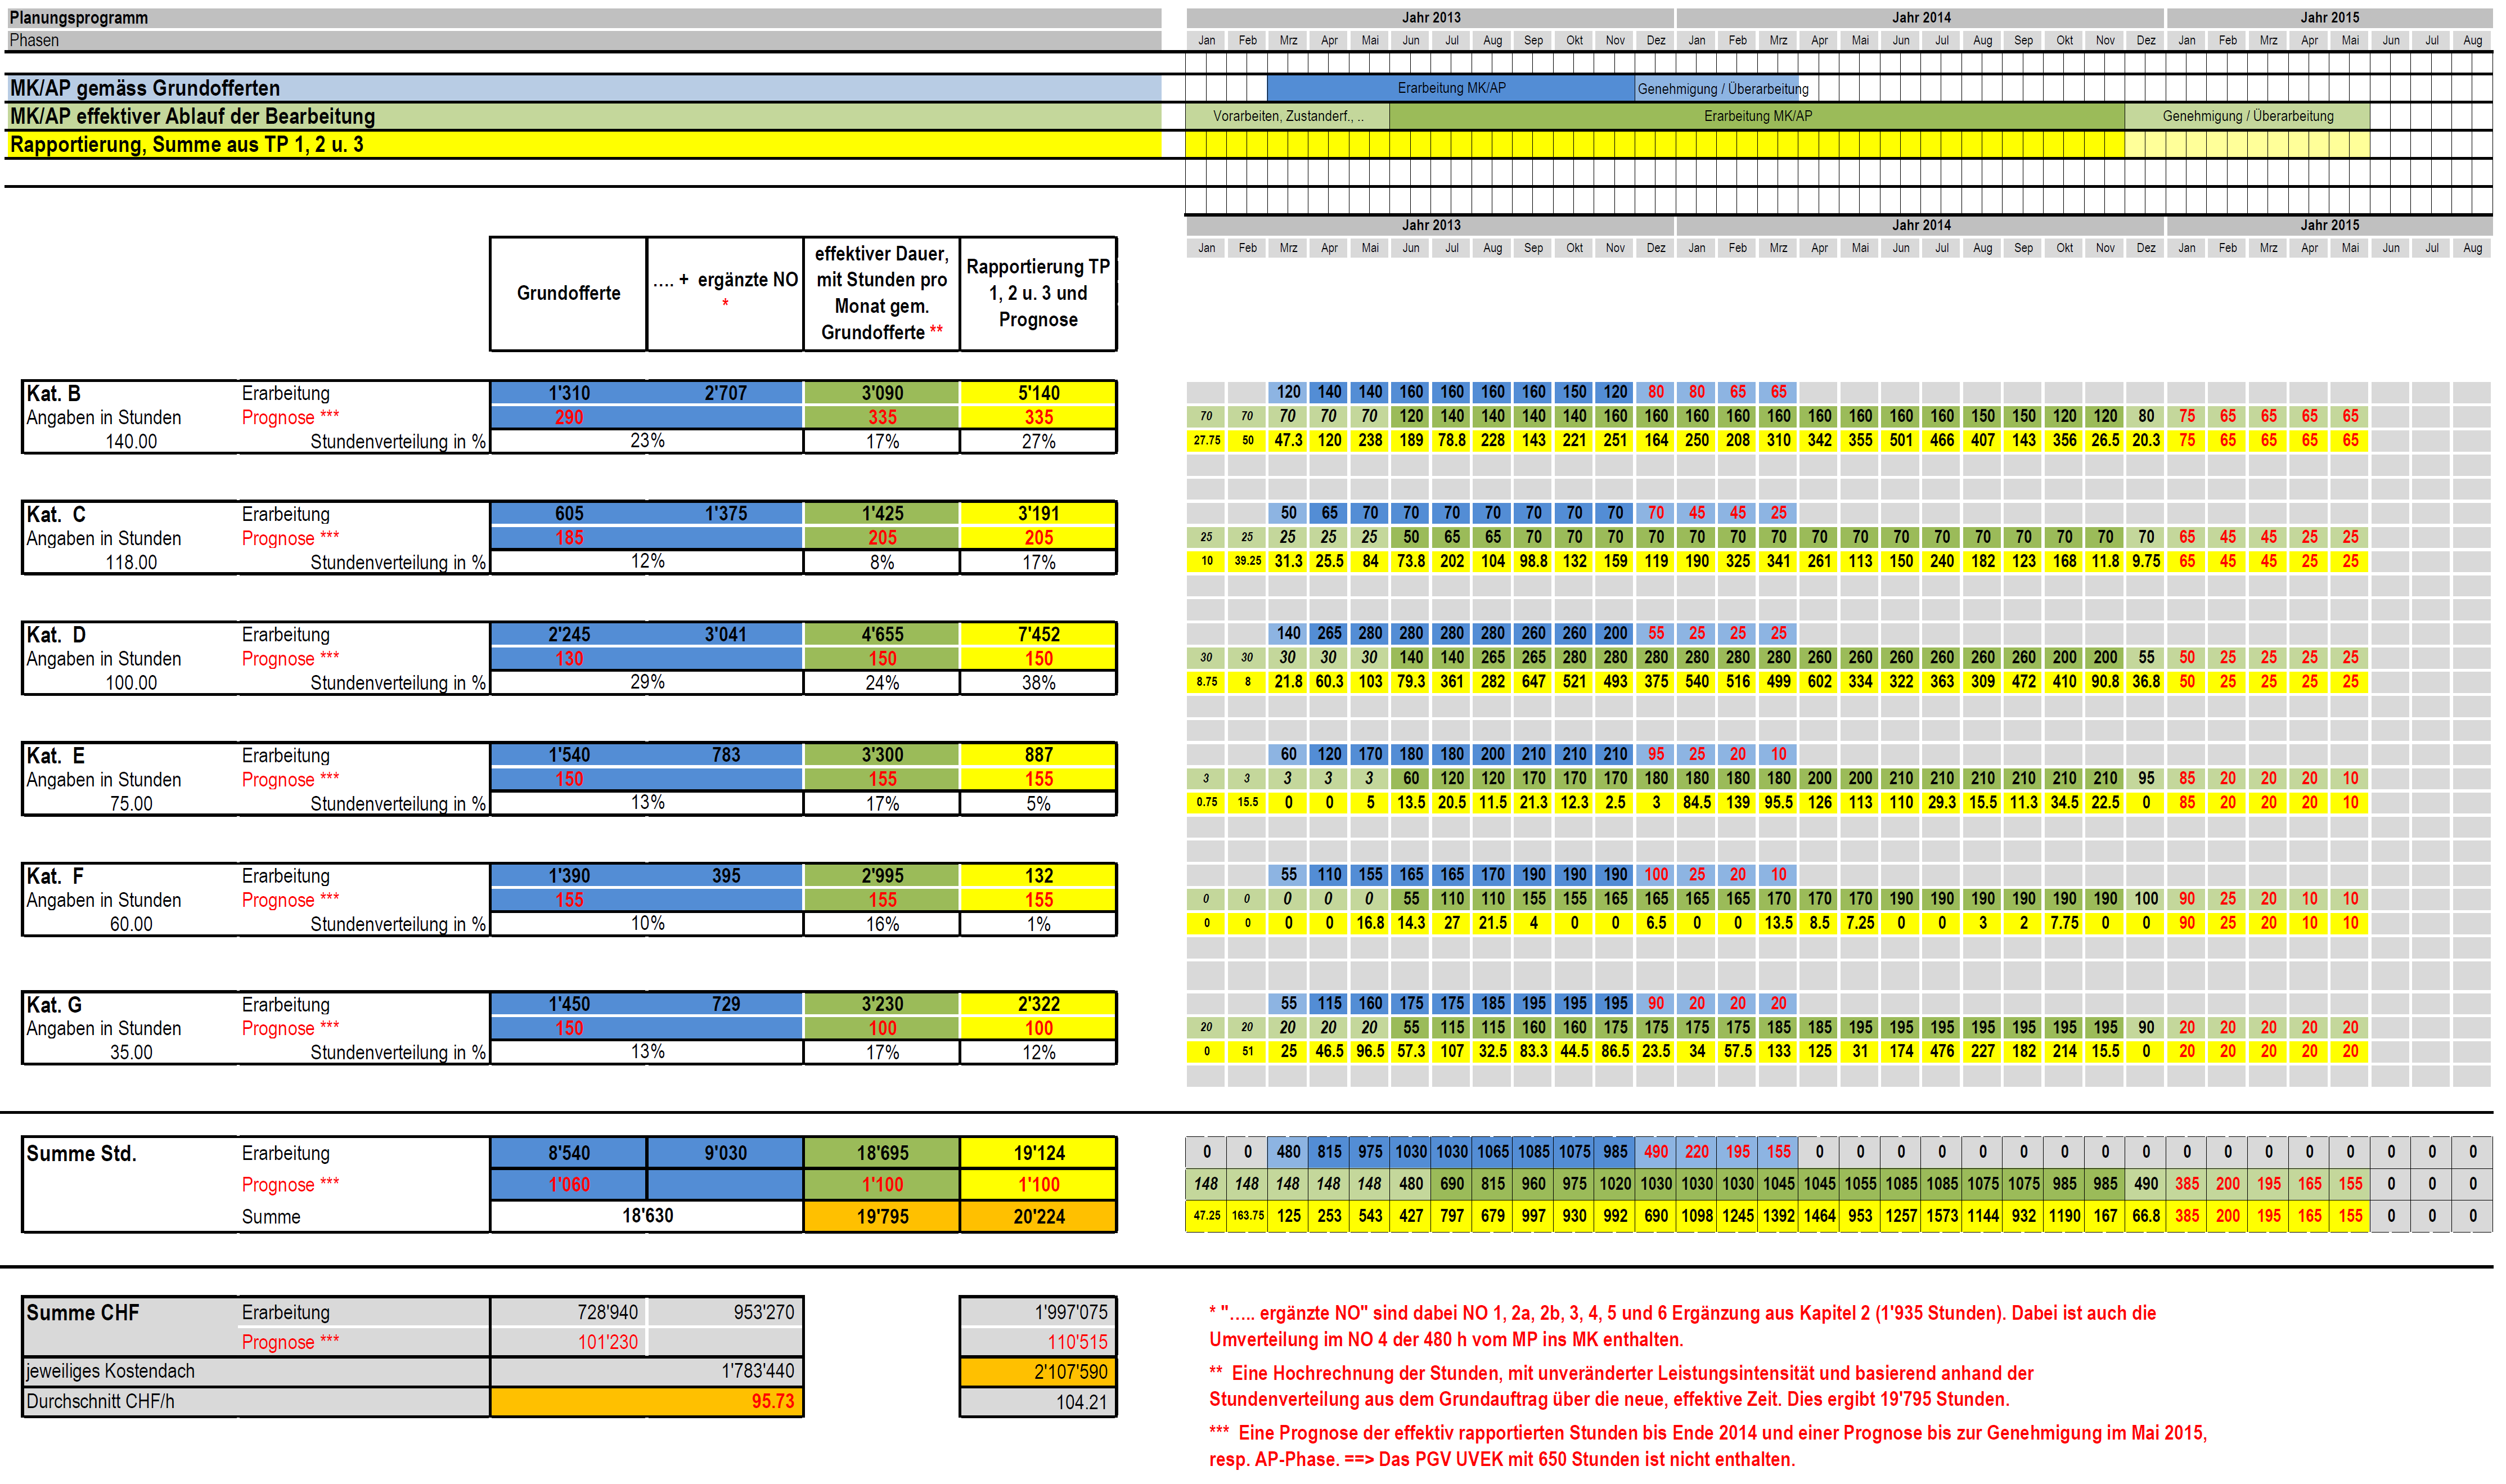 Planungsprogramm Jahr 2013 Jahr 2014 Jahr 2015
Phasen Jan Feb Mrz Apr Mai Jun Jul Aug Sep Okt Nov Dez Jan Feb Mrz Apr Mai Jun Jul Aug Sep Okt Nov Dez Jan Feb Mrz Apr Mai Jun Jul Aug
MK/AP gemäss Grundofferten Erarbeitung MK/AP Genehmigung / Überarbeitung
MK/AP effektiver Ablauf der Bearbeitung Vorarbeiten, Zustanderf., .. Erarbeitung MK/AP Genehmigung / Überarbeitung
Rapportierung, Summe aus TP 1, 2 u. 3
Jahr 2013 Jahr 2014 Jahr 2015
Jan Feb Mrz Apr Mai Jun Jul Aug Sep Okt Nov Dez Jan Feb Mrz Apr Mai Jun Jul Aug Sep Okt Nov Dez Jan Feb Mrz Apr Mai Jun Jul Aug
Grundofferte
.... + ergänzte NO
*
effektiver Dauer,
mit Stunden pro
Monat gem.
Grundofferte **
Rapportierung TP
1, 2 u. 3 und
Prognose
Kat. B Erarbeitung 1'310 2'707 3'090 5'140 120 140 140 160 160 160 160 150 120 80 80 65 65
Angaben in Stunden Prognose *** 290 335 335 70 70 70 70 70 120 140 140 140 140 160 160 160 160 160 160 160 160 160 150 150 120 120 80 75 65 65 65 65
140.00 Stundenverteilung in % 23% 17% 27% 27.75 50 47.3 120 238 189 78.8 228 143 221 251 164 250 208 310 342 355 501 466 407 143 356 26.5 20.3 75 65 65 65 65
Kat. C Erarbeitung 605 1'375 1'425 3'191 50 65 70 70 70 70 70 70 70 70 45 45 25
Angaben in Stunden Prognose *** 185 205 205 25 25 25 25 25 50 65 65 70 70 70 70 70 70 70 70 70 70 70 70 70 70 70 70 65 45 45 25 25
118.00 Stundenverteilung in % 12% 8% 17% 10 39.25 31.3 25.5 84 73.8 202 104 98.8 132 159 119 190 325 341 261 113 150 240 182 123 168 11.8 9.75 65 45 45 25 25
Kat. D Erarbeitung 2'245 3'041 4'655 7'452 140 265 280 280 280 280 260 260 200 55 25 25 25
Angaben in Stunden Prognose *** 130 150 150 30 30 30 30 30 140 140 265 265 280 280 280 280 280 280 260 260 260 260 260 260 200 200 55 50 25 25 25 25
100.00 Stundenverteilung in % 29% 24% 38% 8.75 8 21.8 60.3 103 79.3 361 282 647 521 493 375 540 516 499 602 334 322 363 309 472 410 90.8 36.8 50 25 25 25 25
Kat. E Erarbeitung 1'540 783 3'300 887 60 120 170 180 180 200 210 210 210 95 25 20 10
Angaben in Stunden Prognose *** 150 155 155 3 3 3 3 3 60 120 120 170 170 170 180 180 180 180 200 200 210 210 210 210 210 210 95 85 20 20 20 10
75.00 Stundenverteilung in % 13% 17% 5% 0.75 15.5 0 0 5 13.5 20.5 11.5 21.3 12.3 2.5 3 84.5 139 95.5 126 113 110 29.3 15.5 11.3 34.5 22.5 0 85 20 20 20 10
Kat. F Erarbeitung 1'390 395 2'995 132 55 110 155 165 165 170 190 190 190 100 25 20 10
Angaben in Stunden Prognose *** 155 155 155 0 0 0 0 0 55 110 110 155 155 165 165 165 165 170 170 170 190 190 190 190 190 190 100 90 25 20 10 10
60.00 Stundenverteilung in % 10% 16% 1% 0 0 0 0 16.8 14.3 27 21.5 4 0 0 6.5 0 0 13.5 8.5 7.25 0 0 3 2 7.75 0 0 90 25 20 10 10
Kat. G Erarbeitung 1'450 729 3'230 2'322 55 115 160 175 175 185 195 195 195 90 20 20 20
Angaben in Stunden Prognose *** 150 100 100 20 20 20 20 20 55 115 115 160 160 175 175 175 175 185 185 195 195 195 195 195 195 195 90 20 20 20 20 20
35.00 Stundenverteilung in % 13% 17% 12% 0 51 25 46.5 96.5 57.3 107 32.5 83.3 44.5 86.5 23.5 34 57.5 133 125 31 174 476 227 182 214 15.5 0 20 20 20 20 20
Summe Std. Erarbeitung 8'540 9'030 18'695 19'124 0 0 480 815 975 1030 1030 1065 1085 1075 985 490 220 195 155 0 0 0 0 0 0 0 0 0 0 0 0 0 0 0 0 0
Prognose *** 1'060 1'100 1'100 148 148 148 148 148 480 690 815 960 975 1020 1030 1030 1030 1045 1045 1055 1085 1085 1075 1075 985 985 490 385 200 195 165 155 0 0 0
Summe 18'630 19'795 20'224 47.25 163.75 125 253 543 427 797 679 997 930 992 690 1098 1245 1392 1464 953 1257 1573 1144 932 1190 167 66.8 385 200 195 165 155 0 0 0
Summe CHF Erarbeitung 728'940 953'270 1'997'075
Prognose *** 101'230 110'515
jeweiliges Kostendach 1'783'440 2'107'590
Durchschnitt CHF/h 95.73 104.21
* "..... ergänzte NO" sind dabei NO 1, 2a, 2b, 3, 4, 5 und 6 Ergänzung aus Kapitel 2 (1'935 Stunden). Dabei ist auch die
Umverteilung im NO 4 der 480 h vom MP ins MK enthalten.
** Eine Hochrechnung der Stunden, mit unveränderter Leistungsintensität und basierend anhand der
Stundenverteilung aus dem Grundauftrag über die neue, effektive Zeit. Dies ergibt 19'795 Stunden.
*** Eine Prognose der effektiv rapportierten Stunden bis Ende 2014 und einer Prognose bis zur Genehmigung im Mai 2015,
resp. AP-Phase. ==> Das PGV UVEK mit 650 Stunden ist nicht enthalten.